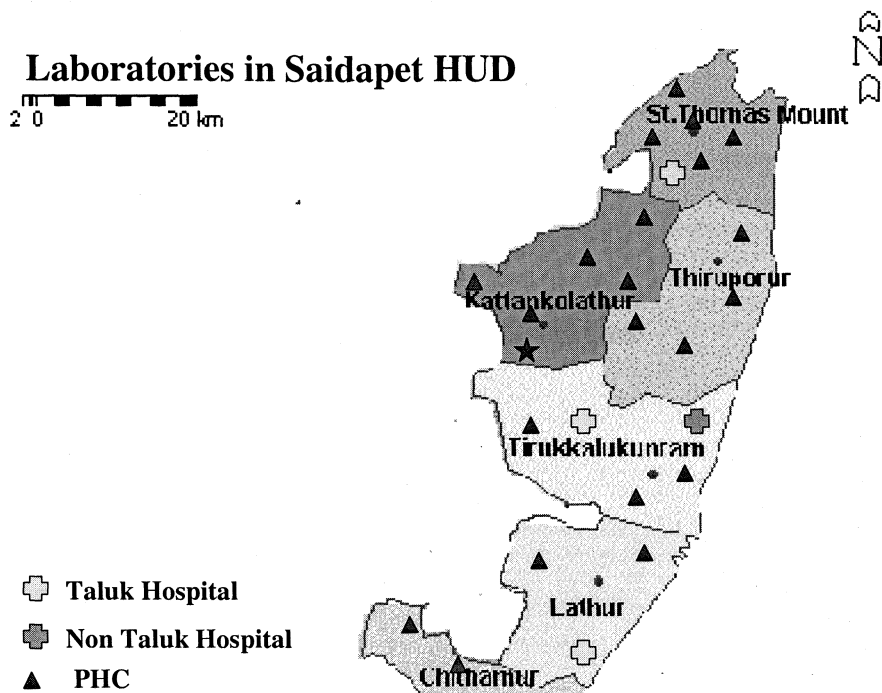 Laboratories in Saidapet HUD
2 0 20 km
N
St.Thomas Mount
Thiruporur
Kattankolathur
Tirukkalukunram
Lathur
Chithamur
Taluk Hospital
Non Taluk Hospital
PHC